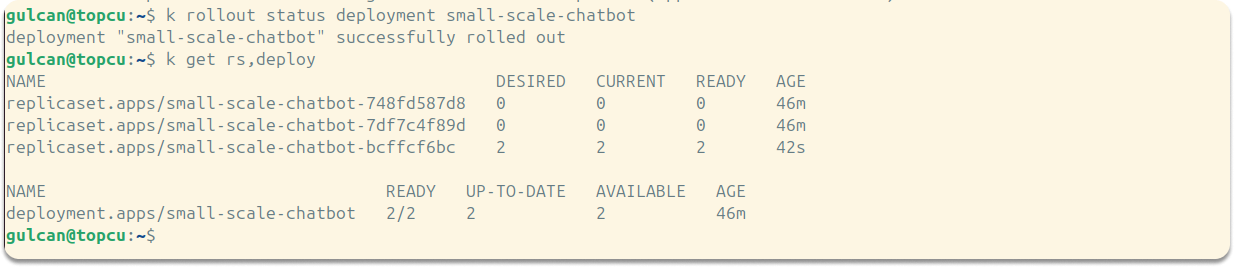 gulcan@topcu:~$ k rollout status deployment small-scale-chatbot
deployment "small-scale-chatbot" successfully rolled out
gulcan@topcu:~$ k get rs,deploy
NAME DESIRED CURRENT READY AGE
replicaset.apps/small-scale-chatbot-748fd587d8 0 0 0 46m
replicaset.apps/small-scale-chatbot-7df7c4f89d 0 0 0 46m
replicaset.apps/small-scale-chatbot-bcffcf6bc 2 2 2 42s
NAME READY UP-TO-DATE AVAILABLE AGE
deployment.apps/small-scale-chatbot 2/2 2 2 46m
gulcan@topcu:~$